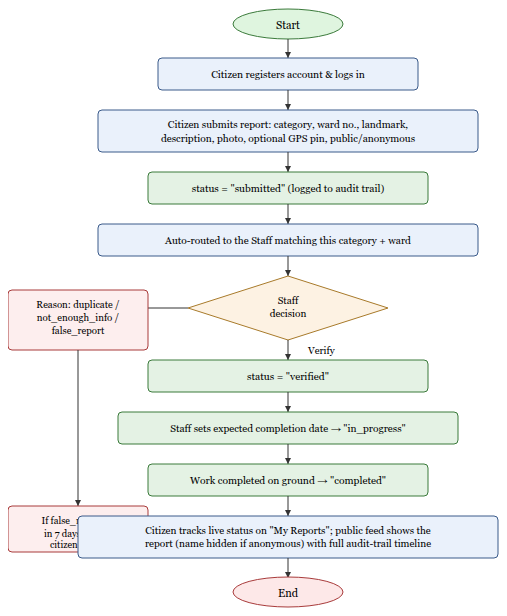 Start
Citizen registers account & logs in
Citizen submits report: category, ward no., landmark,
description, photo, optional GPS pin, public/anonymous
status = "submitted" (logged to audit trail)
Auto-routed to the Staff matching this category + ward
Staff
decision
Reason: duplicate /
not_enough_info /
false_report
Verify
status = "verified"
Staff sets expected completion date → "in_progress"
Work completed on ground → "completed"
If
in 7
citizen
Citizen tracks live status on "My Reports"; public feed shows the
report (name hidden if anonymous) with full audit-trail timeline
End